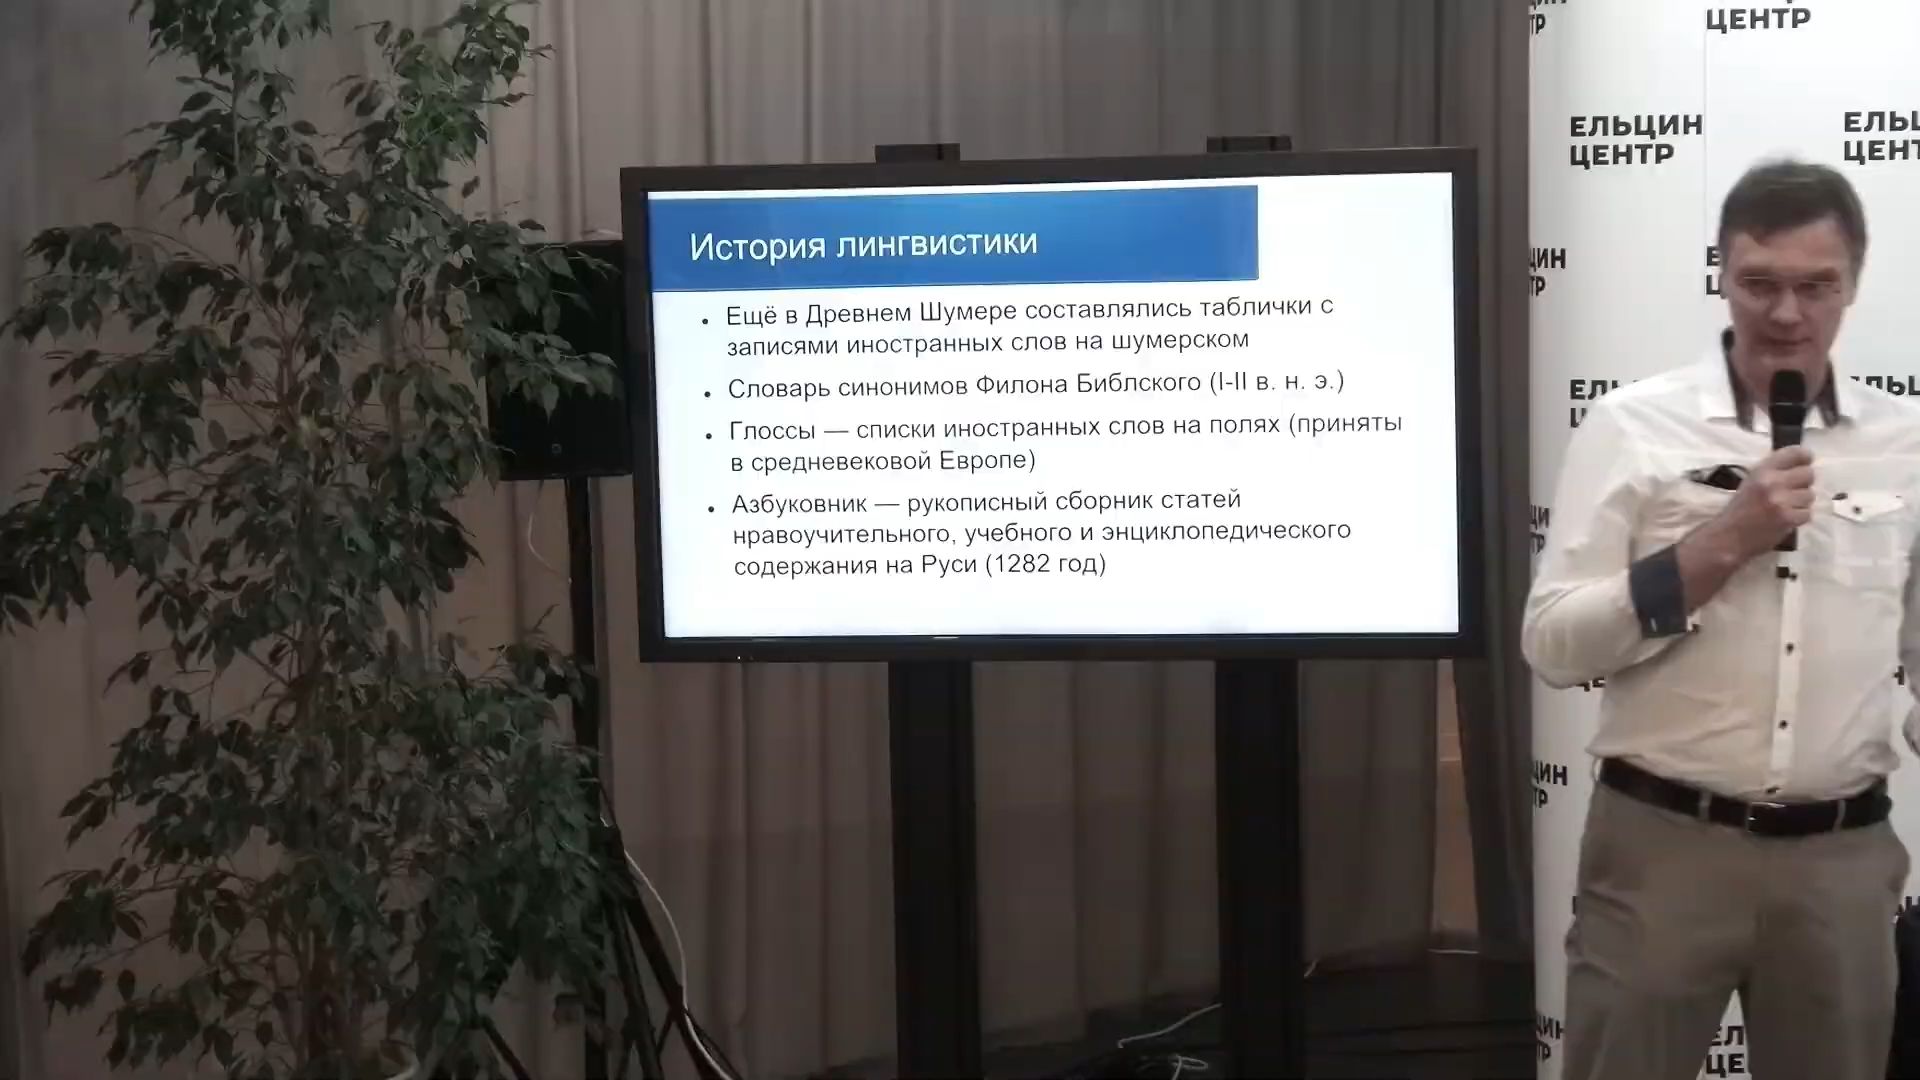 История лингвистики
Ещё в Древнем Шумере составлялись таблички с
записями иностранных слов на шумерском
Словарь синонимов Филона Библского (I-II в. н. э.)
Глоссы — списки иностранных слов на полях (приняты
в средневековой Европе)
Азбуковник — рукописный сборник статей
нравоучительного, учебного и энциклопедического
содержания на Руси (1282 год)
ЦЕНТР
ЕЛЬЦИН
ЦЕНТР